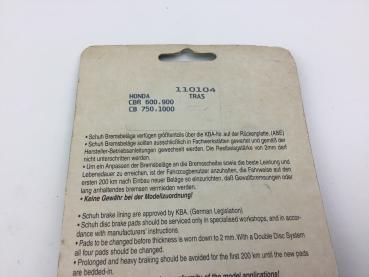 110104
HONDA TRAS
CBR 600.900
CB 750.1000
• Schuh Bremsbeläge verfügen größtenteils über die KBA-Nr. auf der Rückenplatte. (ABE)
• Schuh Bremsbeläge sollten ausschließlich in Fachwerkstätten gewartet und gemäß der
Hersteller-Betriebsanleitungen gewechselt werden. Die Restbelagstärke von 2mm darf
nicht unterschritten werden.
• Um ein Anpassen der Bremsbeläge an die Bremsscheibe sowie die beste Leistung und
Lebensdauer zu erreichen, ist der Fahrzeugbenutzer anzuhalten, die Fahrweise auf den
ersten 200 km nach Einbau neuer Beläge so einzurichten, daß Gewaltbremsungen oder
lang anhaltendes bremsen vermieden werden.
• Keine Gewähr bei der Modellzuordnung!
• Schuh brake lining are approved by KBA. (German Legislation)
• Schuh disc brake pads should be serviced only in specialised workshops, and in accor-
dance with manufacturers' instructions.
• Pads to be changed before thickness is worn down to 2 mm. With a Double Disc System
all four pads should be changed.
• Prolonged and heavy braking should be avoided for the first 200 km until the new pads
are bedded-in.
of the model applications!